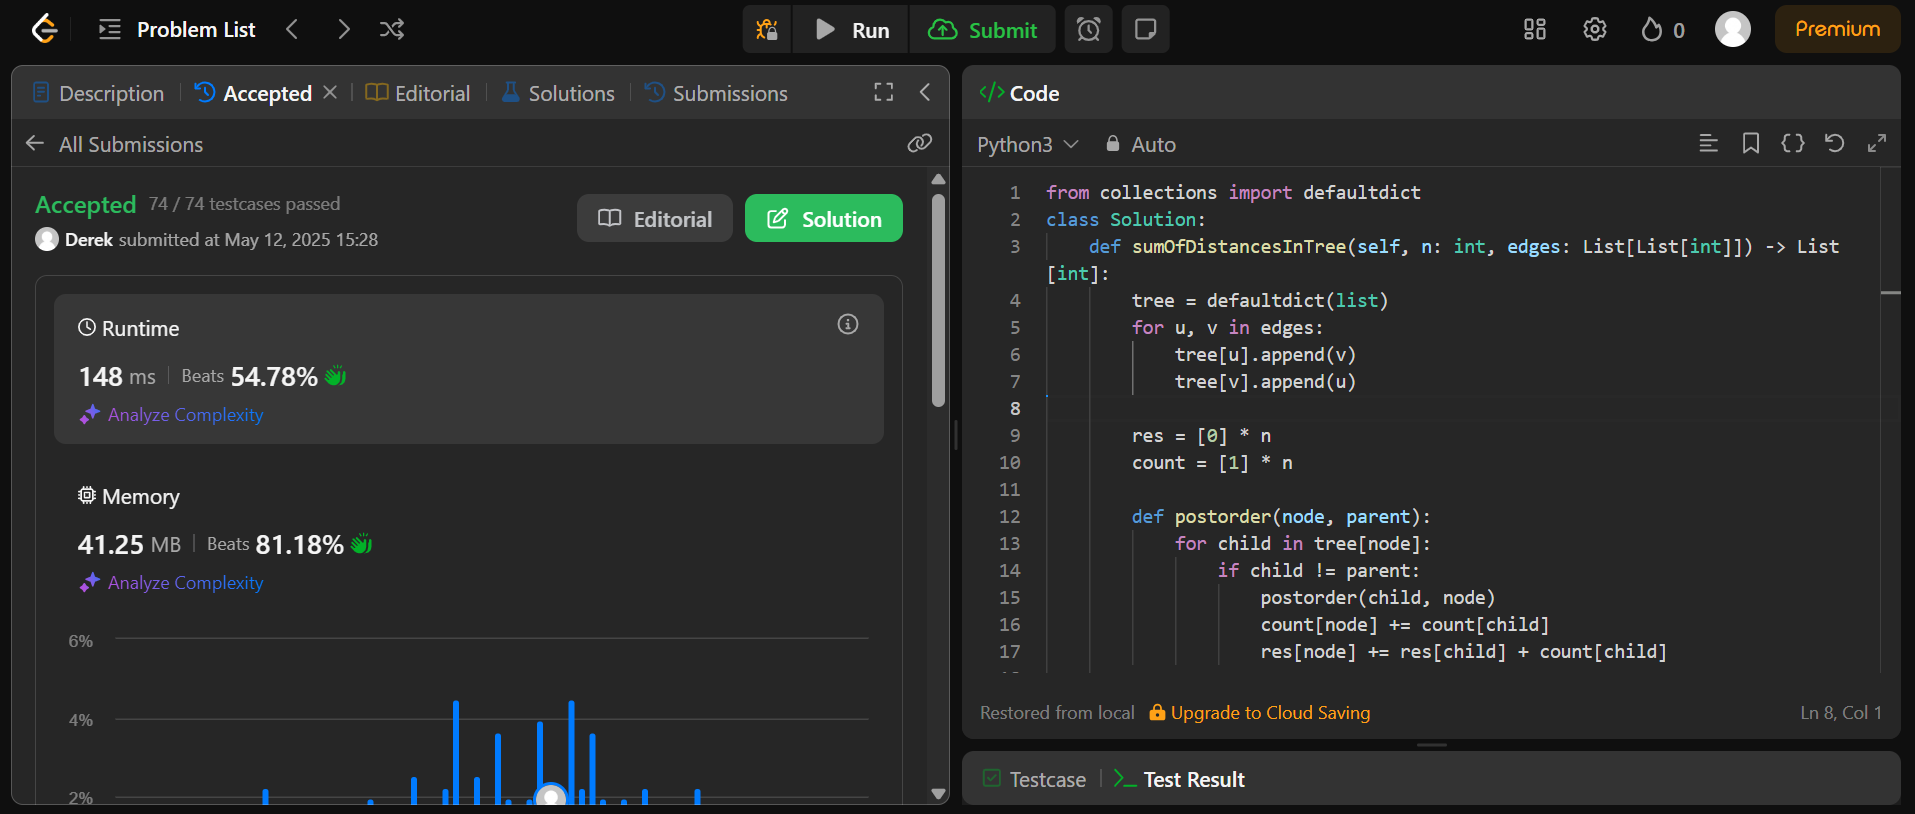 Problem List
Run
Submit
0
Premium
Description
Accepted
Editorial
Solutions
Submissions
All Submissions
Accepted 74 / 74 testcases passed
Derek submitted at May 12, 2025 15:28
Editorial
Solution
Runtime
148 ms | Beats 54.78%
Analyze Complexity
Memory
41.25 MB | Beats 81.18%
Analyze Complexity
6%
4%
2%
</> Code
Python3
Auto
1 from collections import defaultdict
2 class Solution:
3     def sumOfDistancesInTree(self, n: int, edges: List[List[int]]) -> List
[int]:
4         tree = defaultdict(list)
5         for u, v in edges:
6             tree[u].append(v)
7             tree[v].append(u)
8
9         res = [0] * n
10         count = [1] * n
11
12         def postorder(node, parent):
13             for child in tree[node]:
14                 if child != parent:
15                     postorder(child, node)
16                     count[node] += count[child]
17                     res[node] += res[child] + count[child]
Restored from local
Upgrade to Cloud Saving
Ln 8, Col 1
Testcase
Test Result